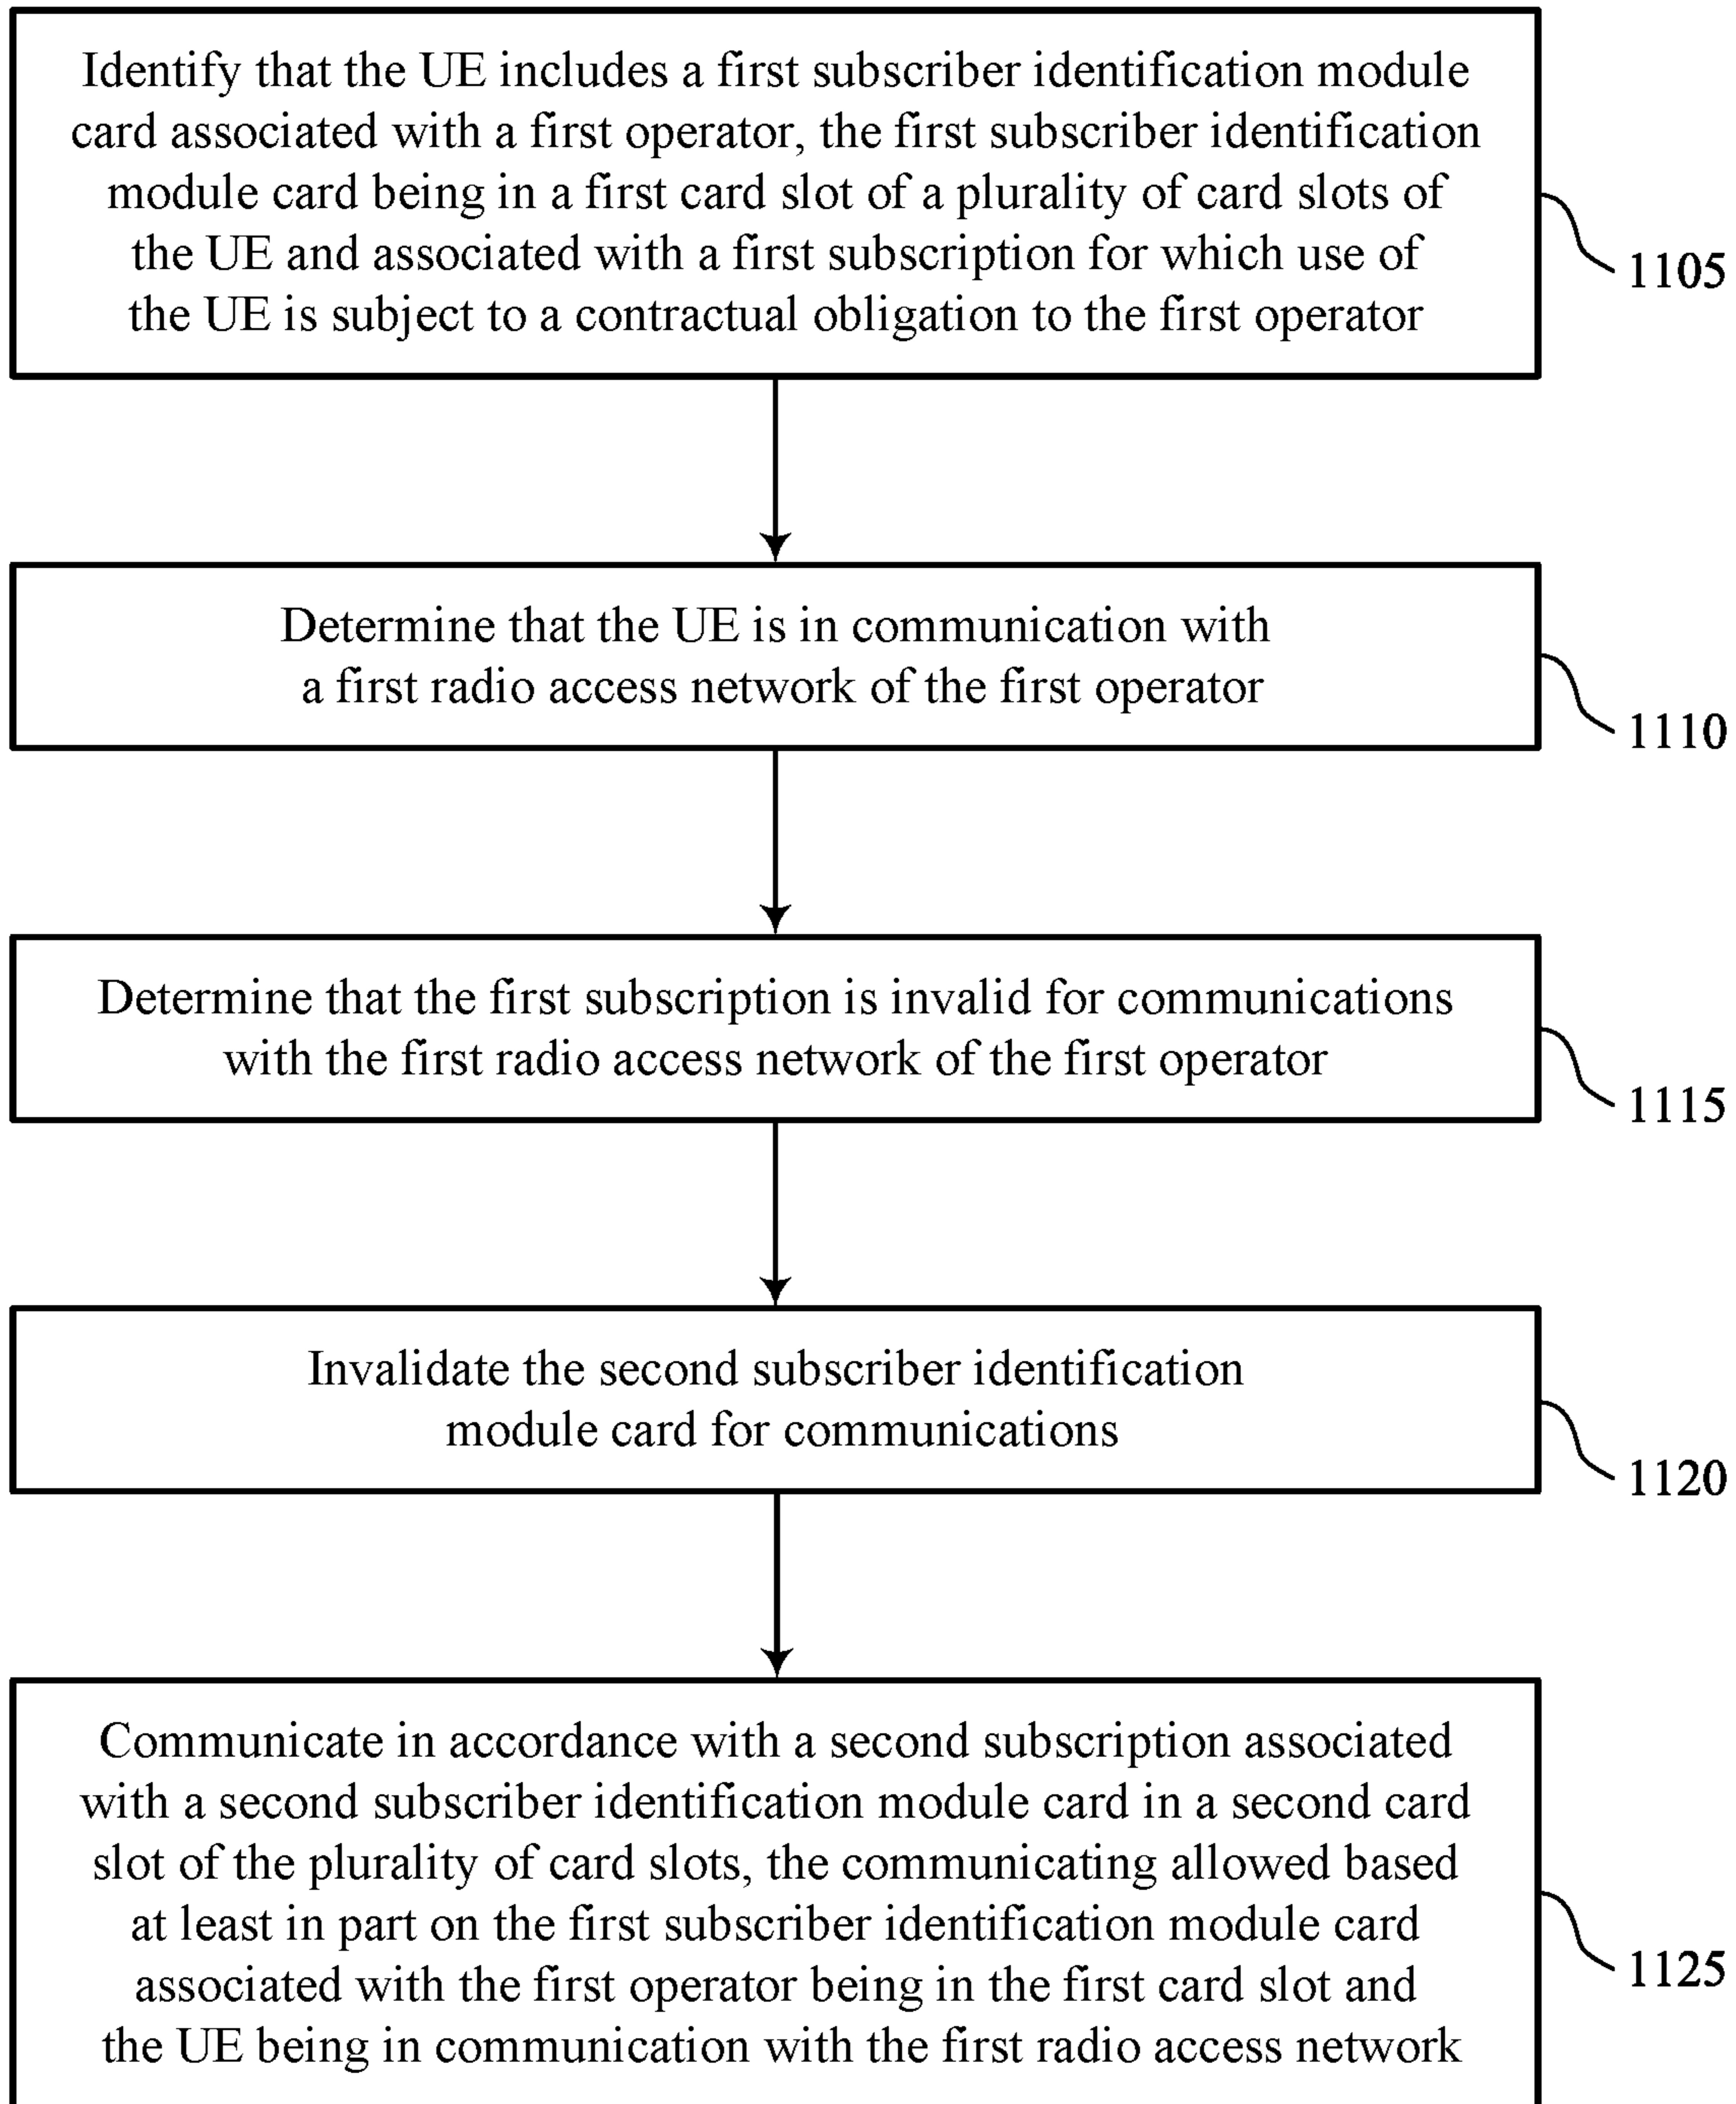 Identify that the UE includes a first subscriber identification module
card associated with a first operator, the first subscriber identification
module card being in a first card slot of a plurality of card slots of
the UE and associated with a first subscription for which use of
the UE is subject to a contractual obligation to the first operator
1105
Determine that the UE is in communication with
a first radio access network of the first operator
1110
Determine that the first subscription is invalid for communications
with the first radio access network of the first operator
1115
Invalidate the second subscriber identification
module card for communications
1120
Communicate in accordance with a second subscription associated
with a second subscriber identification module card in a second card
slot of the plurality of card slots, the communicating allowed based
at least in part on the first subscriber identification module card
associated with the first operator being in the first card slot and
the UE being in communication with the first radio access network
1125